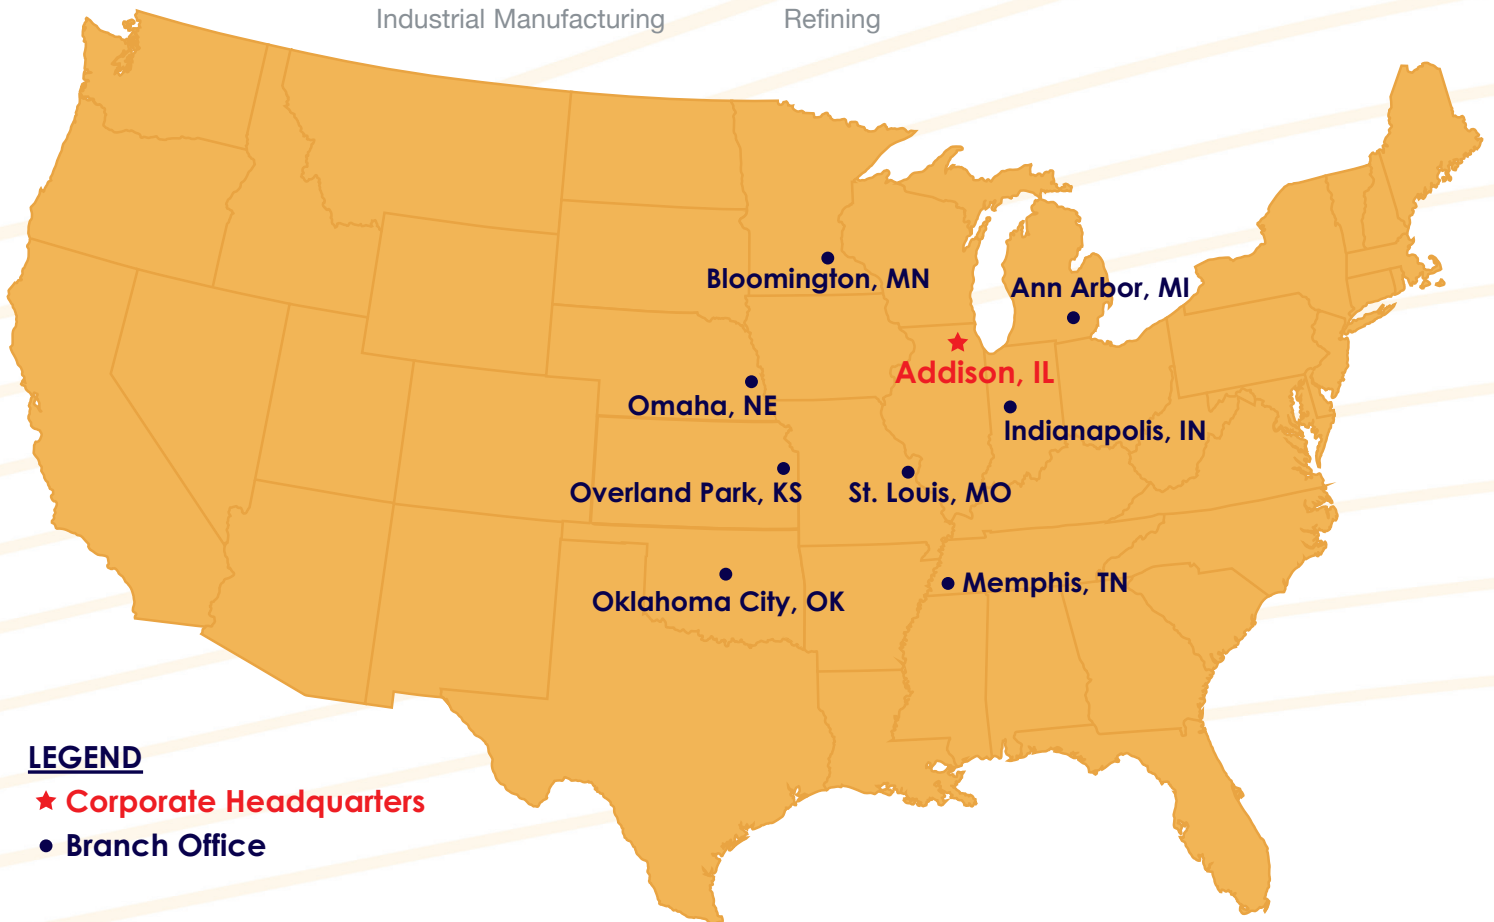 Industrial Manufacturing
Refining
Bloomington, MN
Ann Arbor, MI
Addison, IL
Omaha, NE
Indianapolis, IN
Overland Park, KS
St. Louis, MO
Memphis, TN
Oklahoma City, OK
LEGEND
Corporate Headquarters
Branch Office